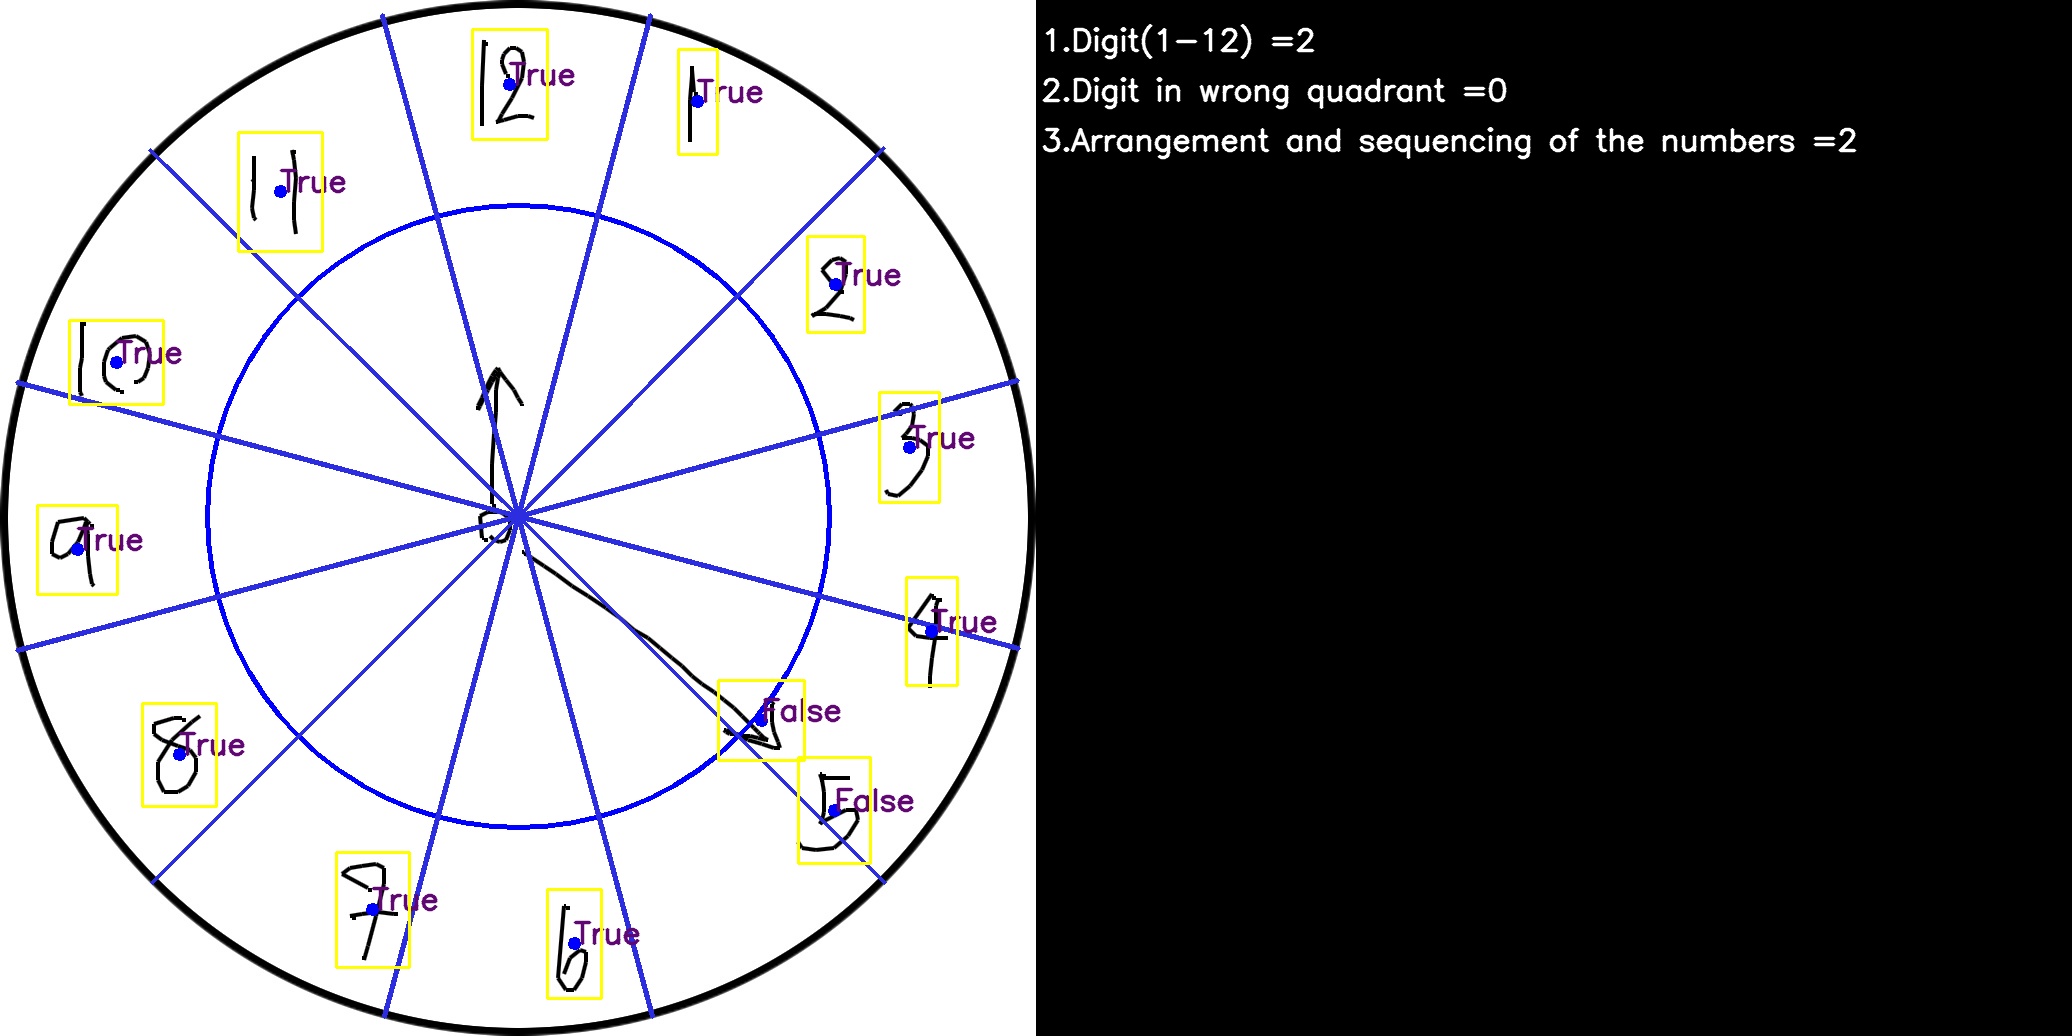 12 True
1 True
11 True
2 True
10 True
3 True
9 True
4 True
False
8 True
5 False
7 True
6 True
1.Digit(1-12) =2
2.Digit in wrong quadrant =0
3.Arrangement and sequencing of the numbers =2